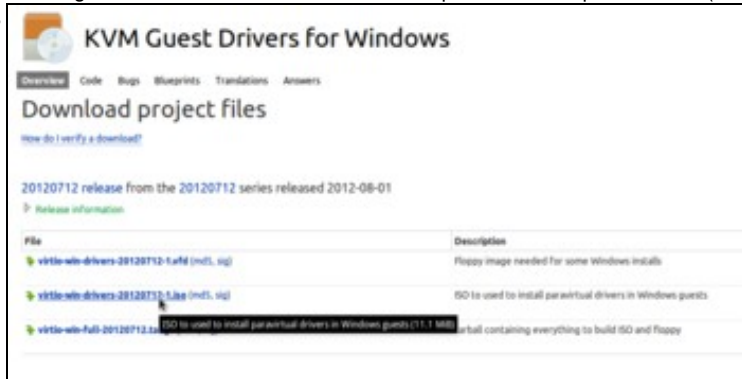 KVM Guest Drivers for Windows
Overview Code Bugs Blueprints Translations Answers
Download project files
How do I verify a download?
20120712 release from the 20120712 series released 2012-08-01
Release information
File Description
virtio-win-drivers-20120712-1.vfd (md5, sig) Floppy image needed for some Windows installs
virtio-win-drivers-20120712-1.iso (md5, sig) ISO to used to install paravirtual drivers in Windows guests
ISO to used to install paravirtual drivers in Windows guests (11.1 MiB)
virtio-win-full-20120712.ta arball containing everything to build ISO and floppy